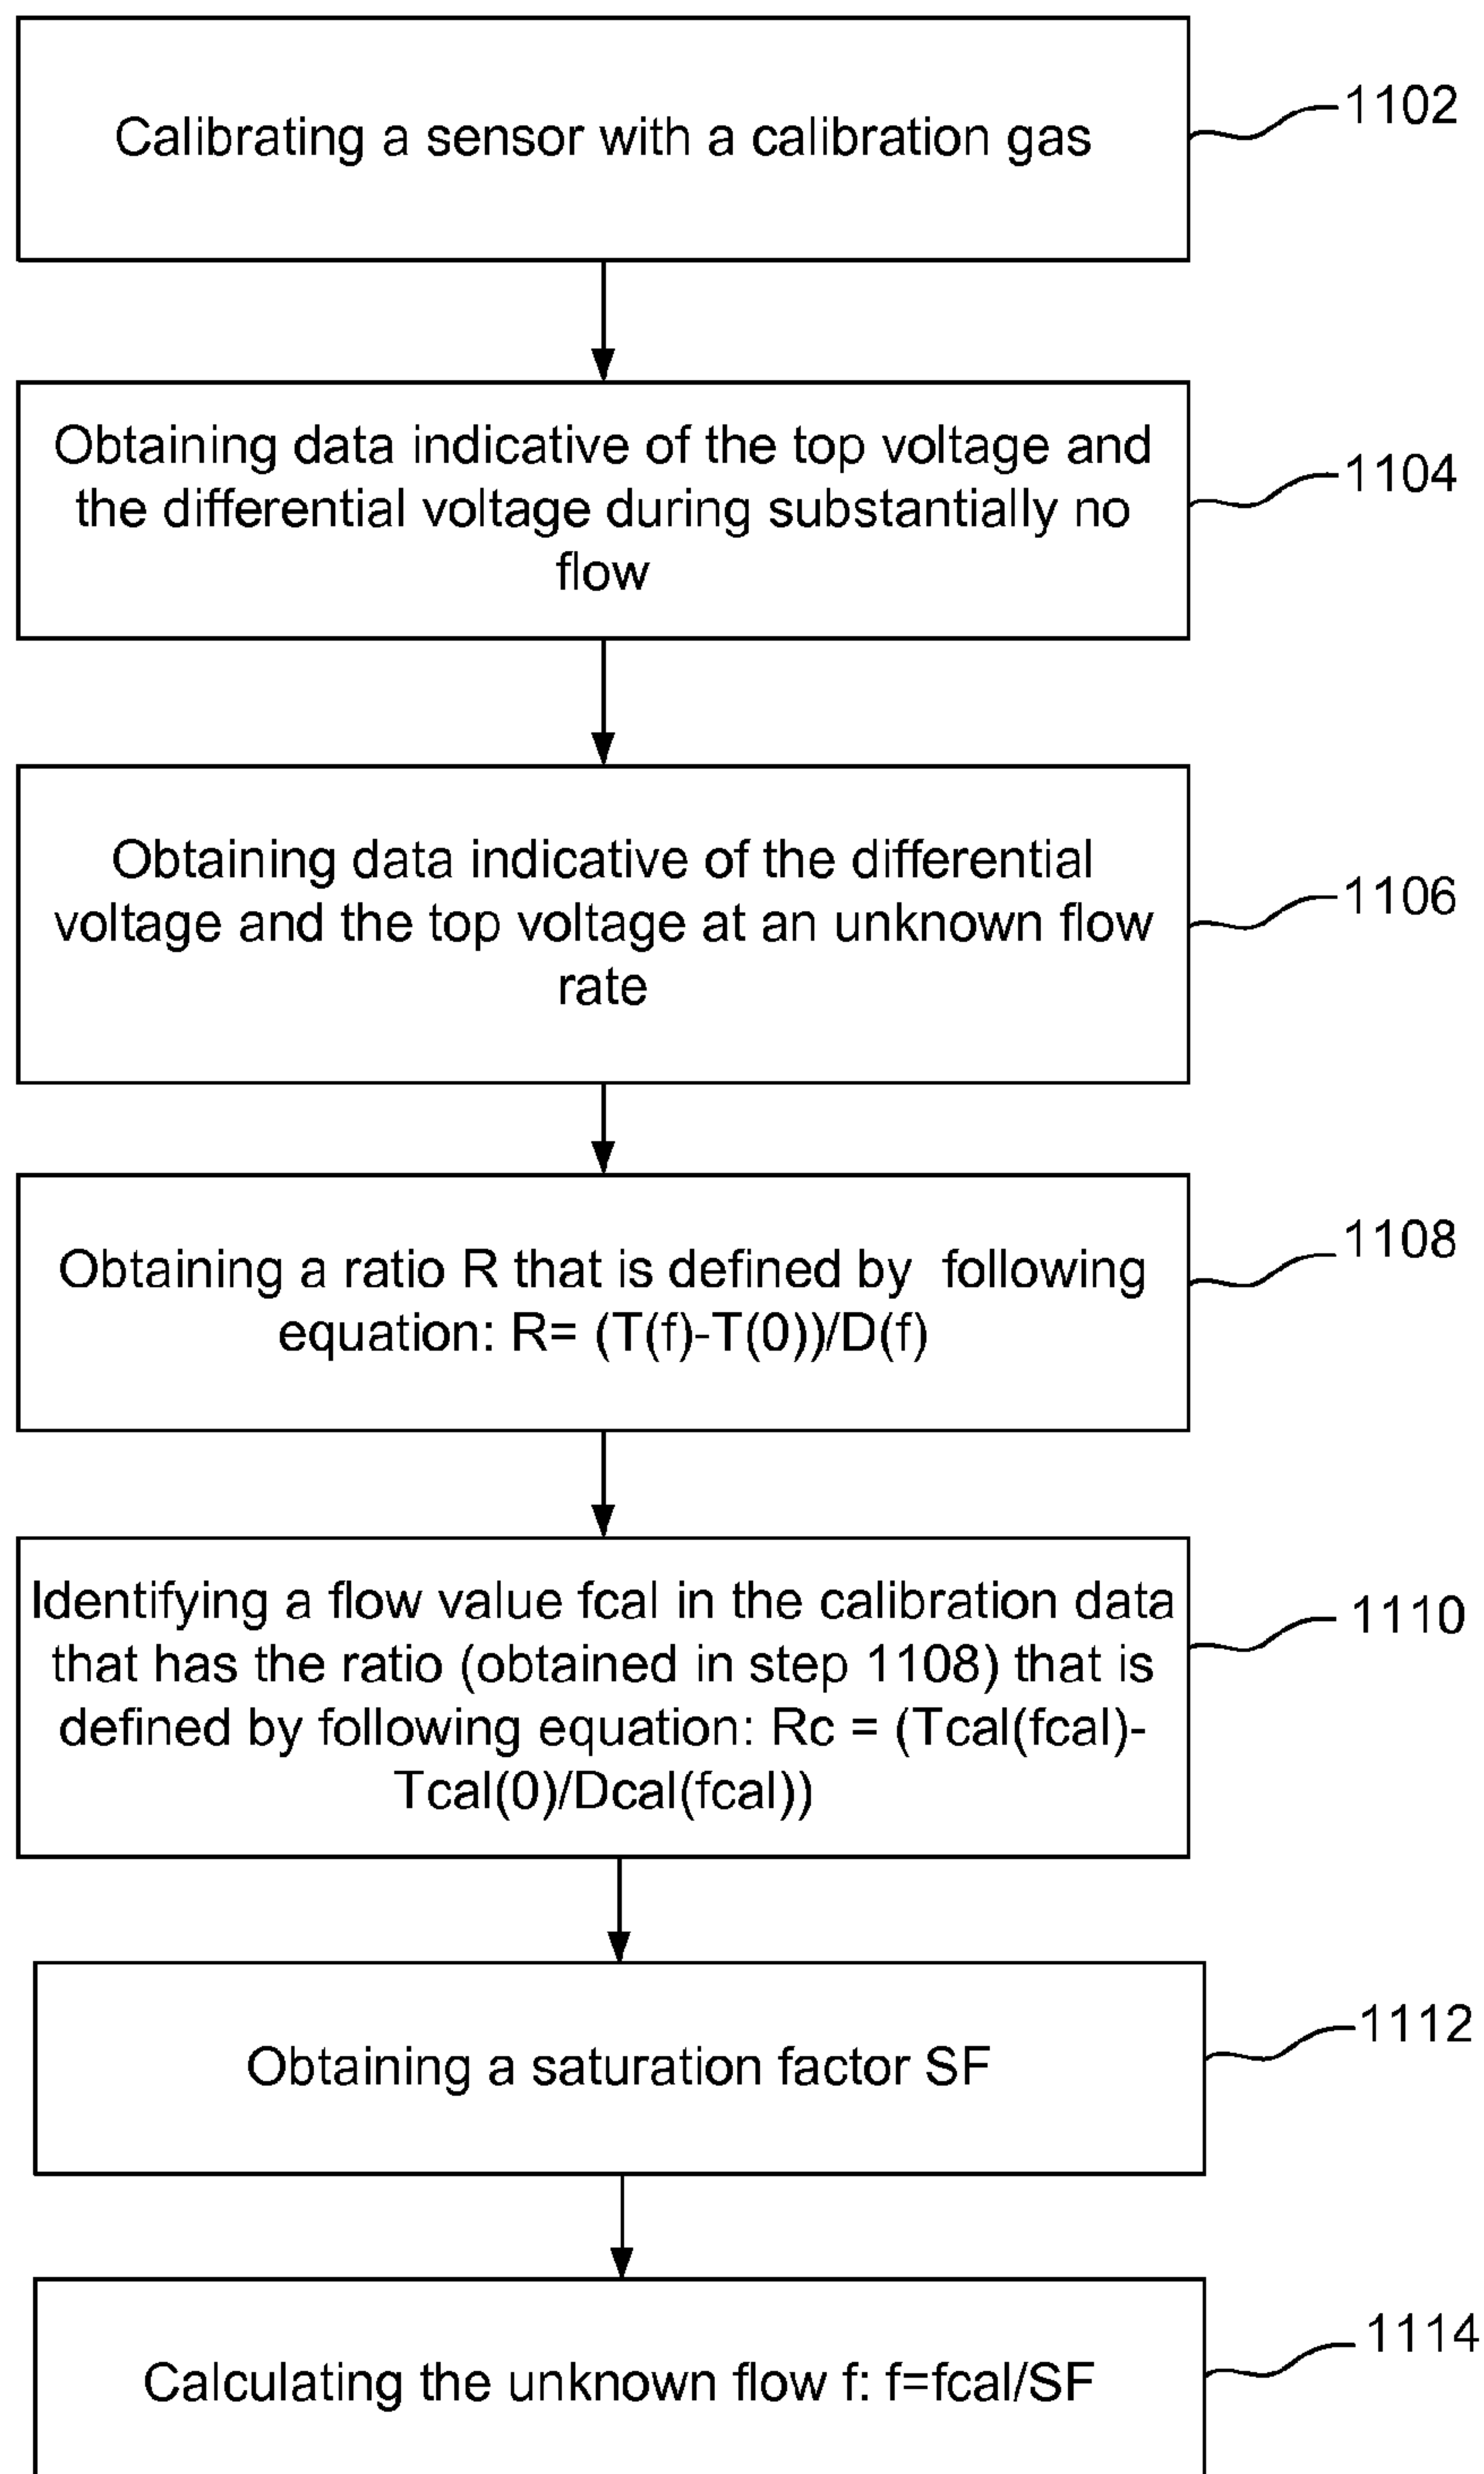 Calibrating a sensor with a calibration gas
1102
Obtaining data indicative of the top voltage and
the differential voltage during substantially no
flow
1104
Obtaining data indicative of the differential
voltage and the top voltage at an unknown flow
rate
1106
Obtaining a ratio R that is defined by following
equation: R= (T(f)-T(0))/D(f)
1108
Identifying a flow value fcal in the calibration data
that has the ratio (obtained in step 1108) that is
defined by following equation: Rc = (Tcal(fcal)-
Tcal(0)/Dcal(fcal))
1110
Obtaining a saturation factor SF
1112
Calculating the unknown flow f: f=fcal/SF
1114